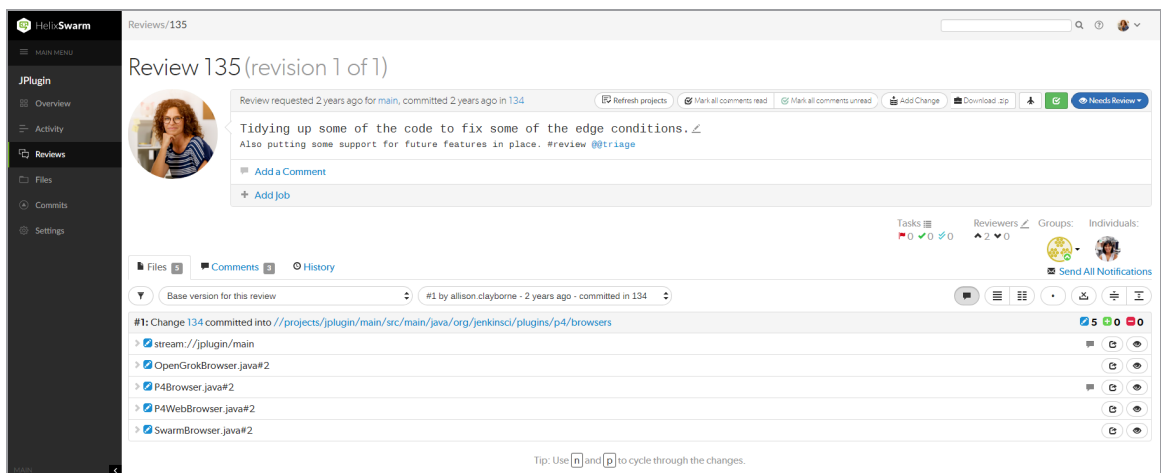 HelixSwarm
Reviews/135
MAIN MENU
Review 135 (revision 1 of 1)
JPlugin
Overview
Activity
Reviews
Files
Commits
Settings
MAIN
Review requested 2 years ago for main, committed 2 years ago in 134
Refresh projects
Mark all comments read
Mark all comments unread
Add Change
Download .zip
Needs Review
Tidying up some of the code to fix some of the edge conditions.
Also putting some support for future features in place. #review @@triage
Add a Comment
Add Job
Tasks Reviewers Groups: Individuals:
0 0 0 2 0
Send All Notifications
Files 5 Comments 3 History
Base version for this review #1 by allison.clayborne - 2 years ago - committed in 134
#1: Change 134 committed into //projects/jplugin/main/src/main/java/org/jenkinsci/plugins/p4/browsers 5 0 0
stream://jplugin/main
OpenGrokBrowser.java#2
P4Browser.java#2
P4WebBrowser.java#2
SwarmBrowser.java#2
Tip: Use n and p to cycle through the changes.